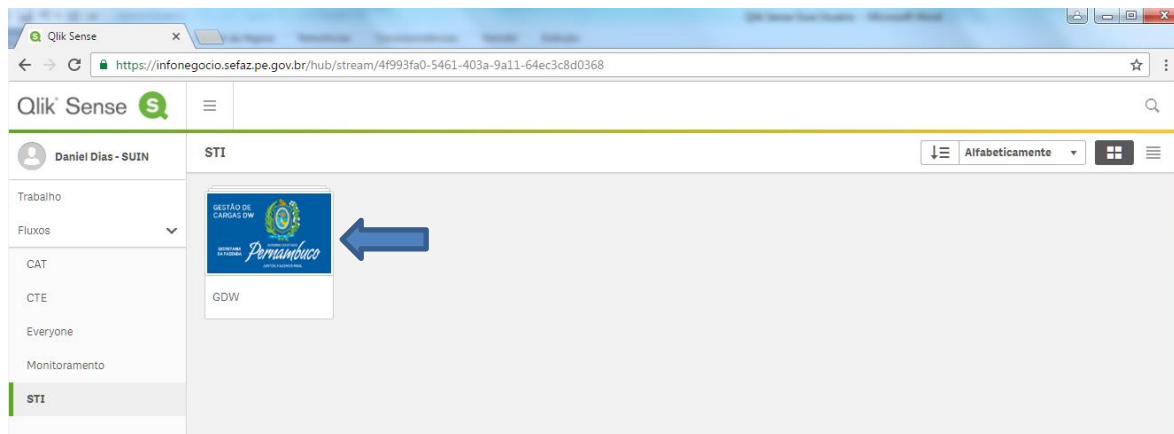 Qlik Sense
https://infonegocio.sefaz.pe.gov.br/hub/stream/4f993fa0-5461-403a-9a11-64ec3c8d0368
Qlik Sense
Daniel Dias - SUIN
STI
Alfabeticamente
Trabalho
Fluxos
CAT
CTE
Everyone
Monitoramento
STI
GESTÃO DE
CARGAS DW
SECRETARIA
DA FAZENDA
Pernambuco
GDW